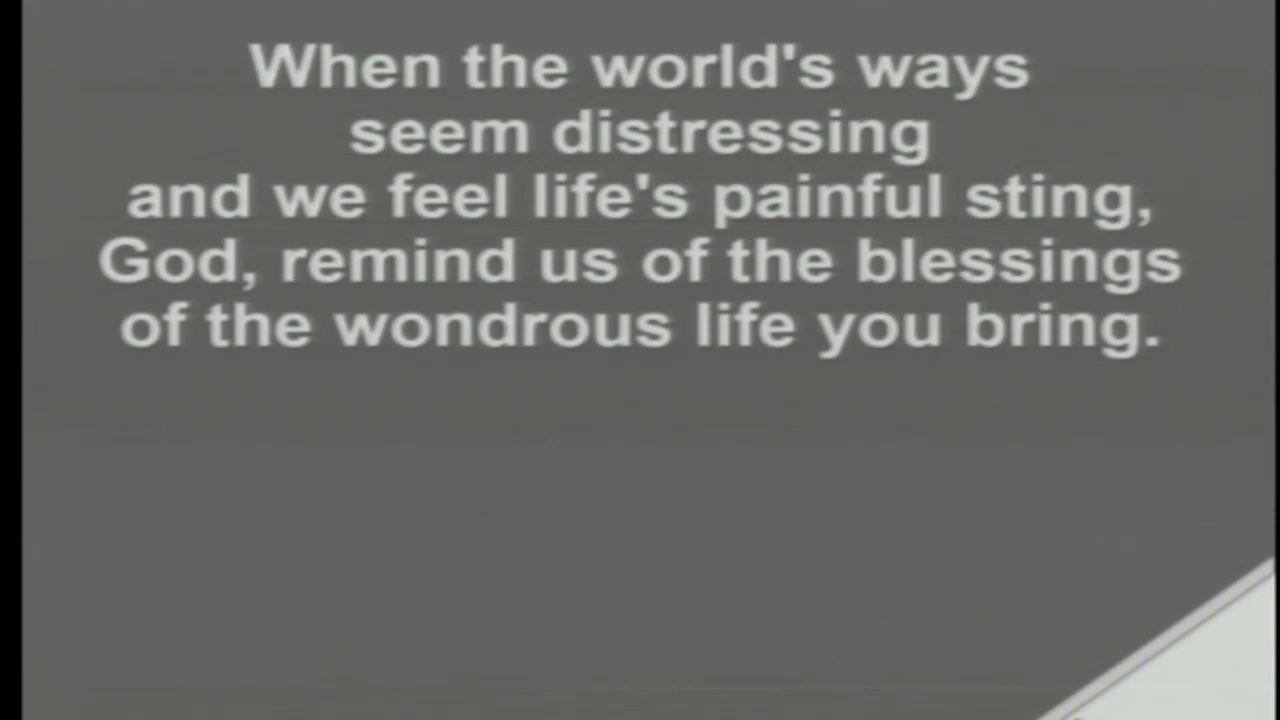 When the world's ways
seem distressing
and we feel life's painful sting,
God, remind us of the blessings
of the wondrous life you bring.